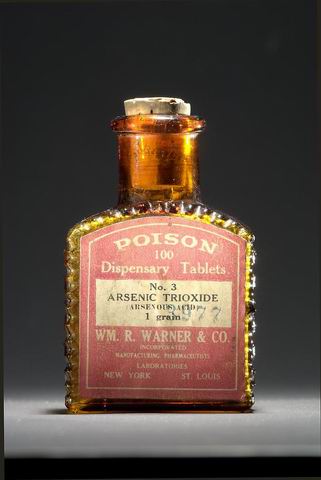 POISON
100
Dispensary Tablets
No. 3
ARSENIC TRIOXIDE
(ARSENOUS ACID)
1 grain
WM. R. WARNER & CO.
INCORPORATED
MANUFACTURING PHARMACEUTISTS
LABORATORIES
NEW YORK ST. LOUIS